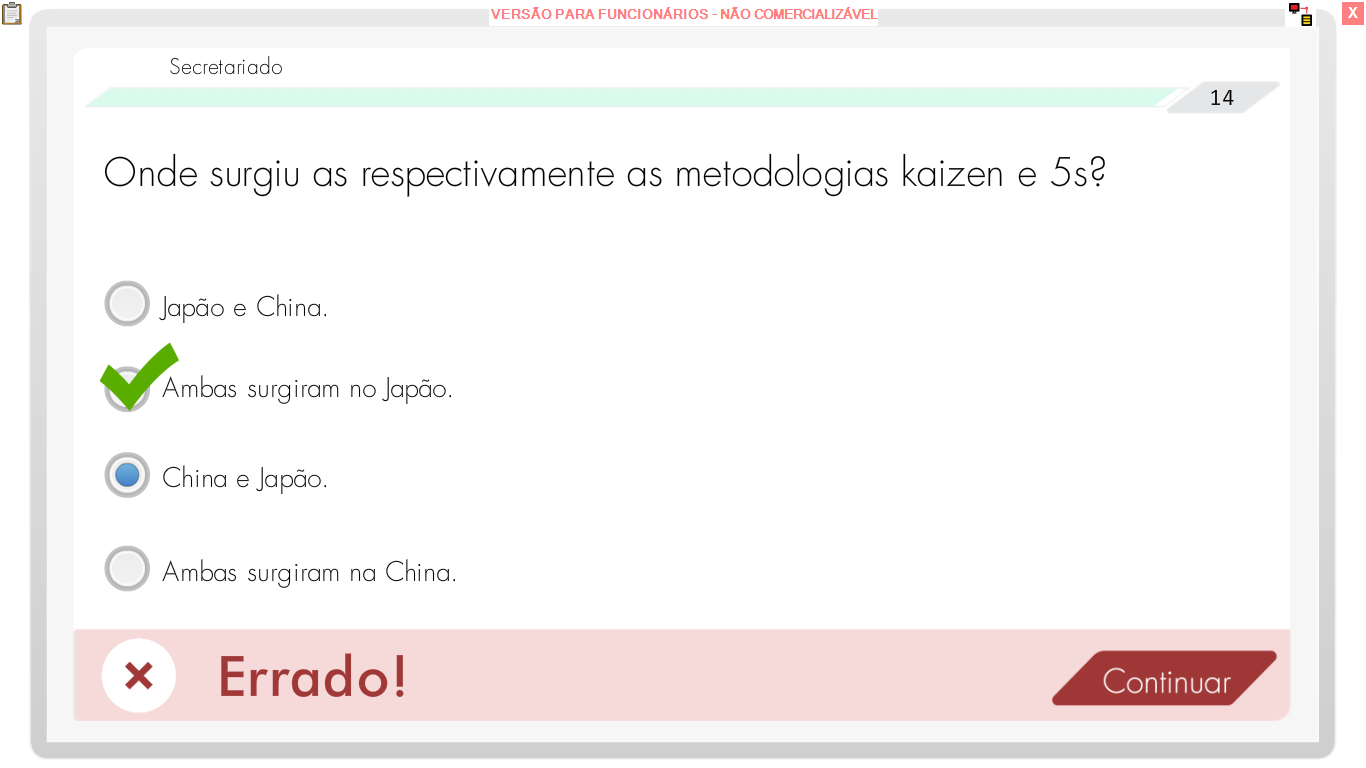 VERSÃO PARA FUNCIONÁRIOS - NÃO COMERCIALIZÁVEL
X
Secretariado
14
Onde surgiu as respectivamente as metodologias kaizen e 5s?
Japão e China.
Ambas surgiram no Japão.
China e Japão.
Ambas surgiram na China.
Errado!
Continuar